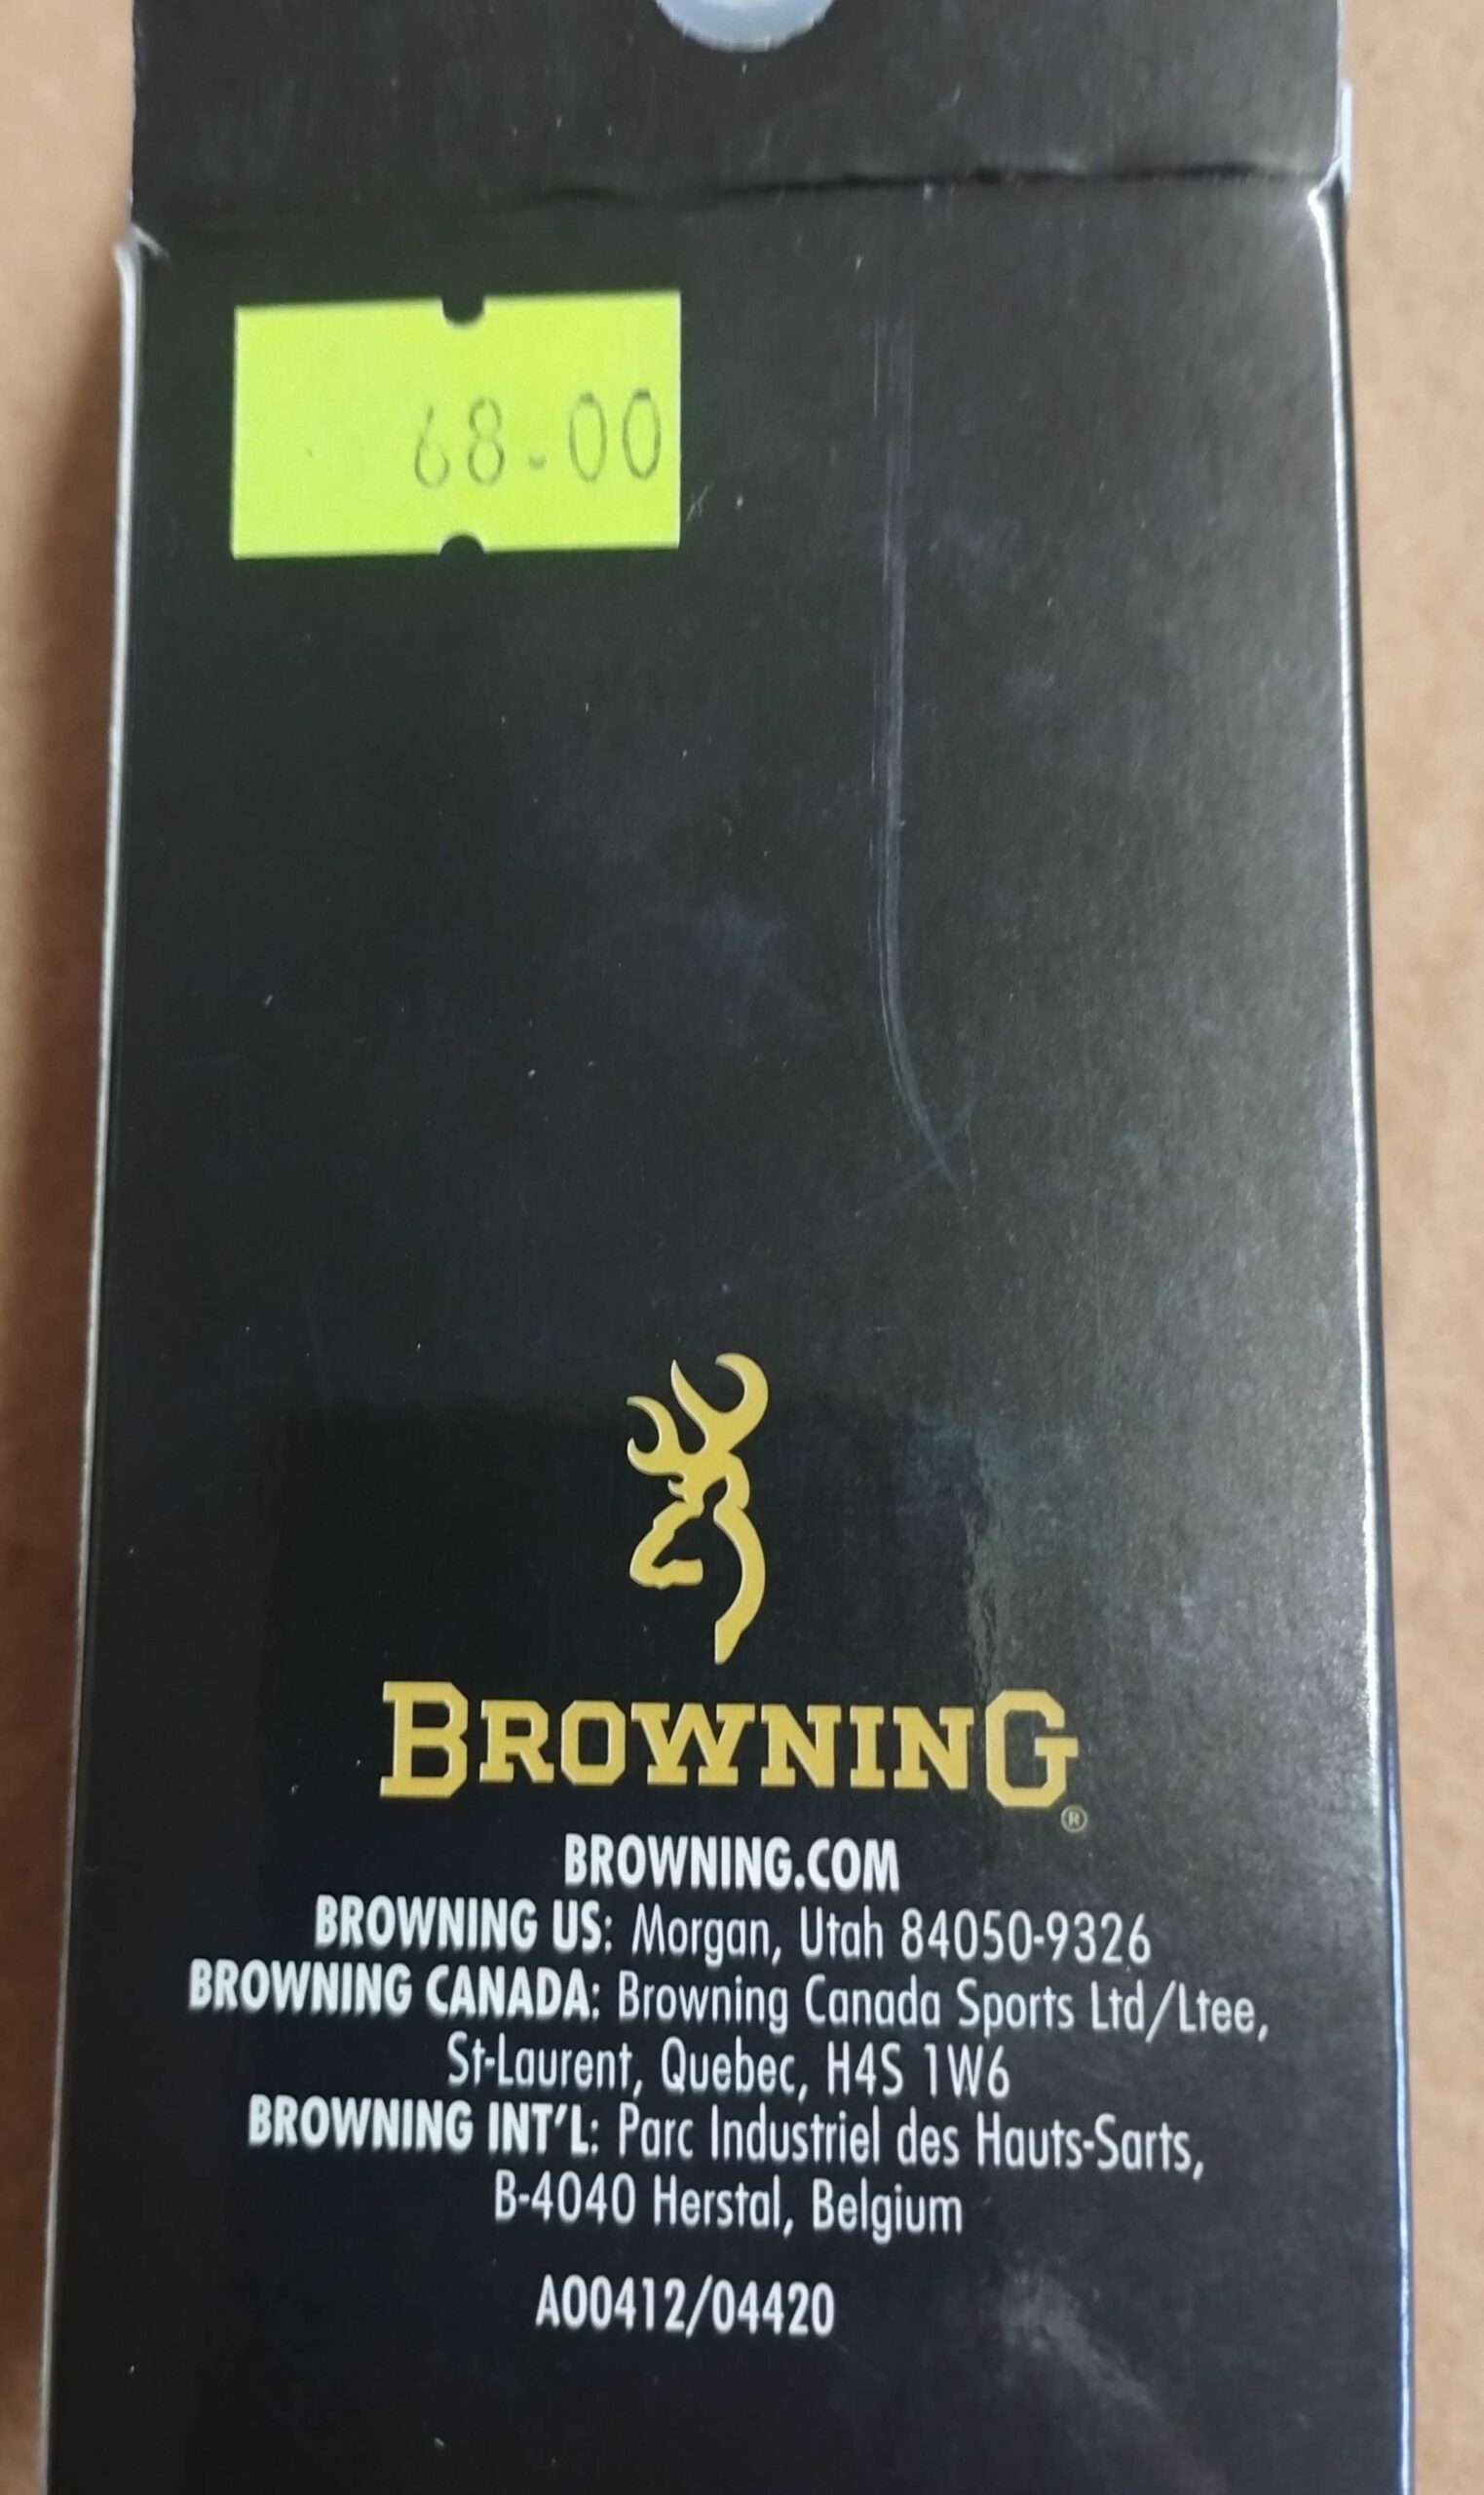 68.00
BROWNING
®
BROWNING.COM
BROWNING US: Morgan, Utah 84050-9326
BROWNING CANADA: Browning Canada Sports Ltd/Ltee,
St-Laurent, Quebec, H4S 1W6
BROWNING INT'L: Parc Industriel des Hauts-Sarts,
B-4040 Herstal, Belgium
A00412/04420